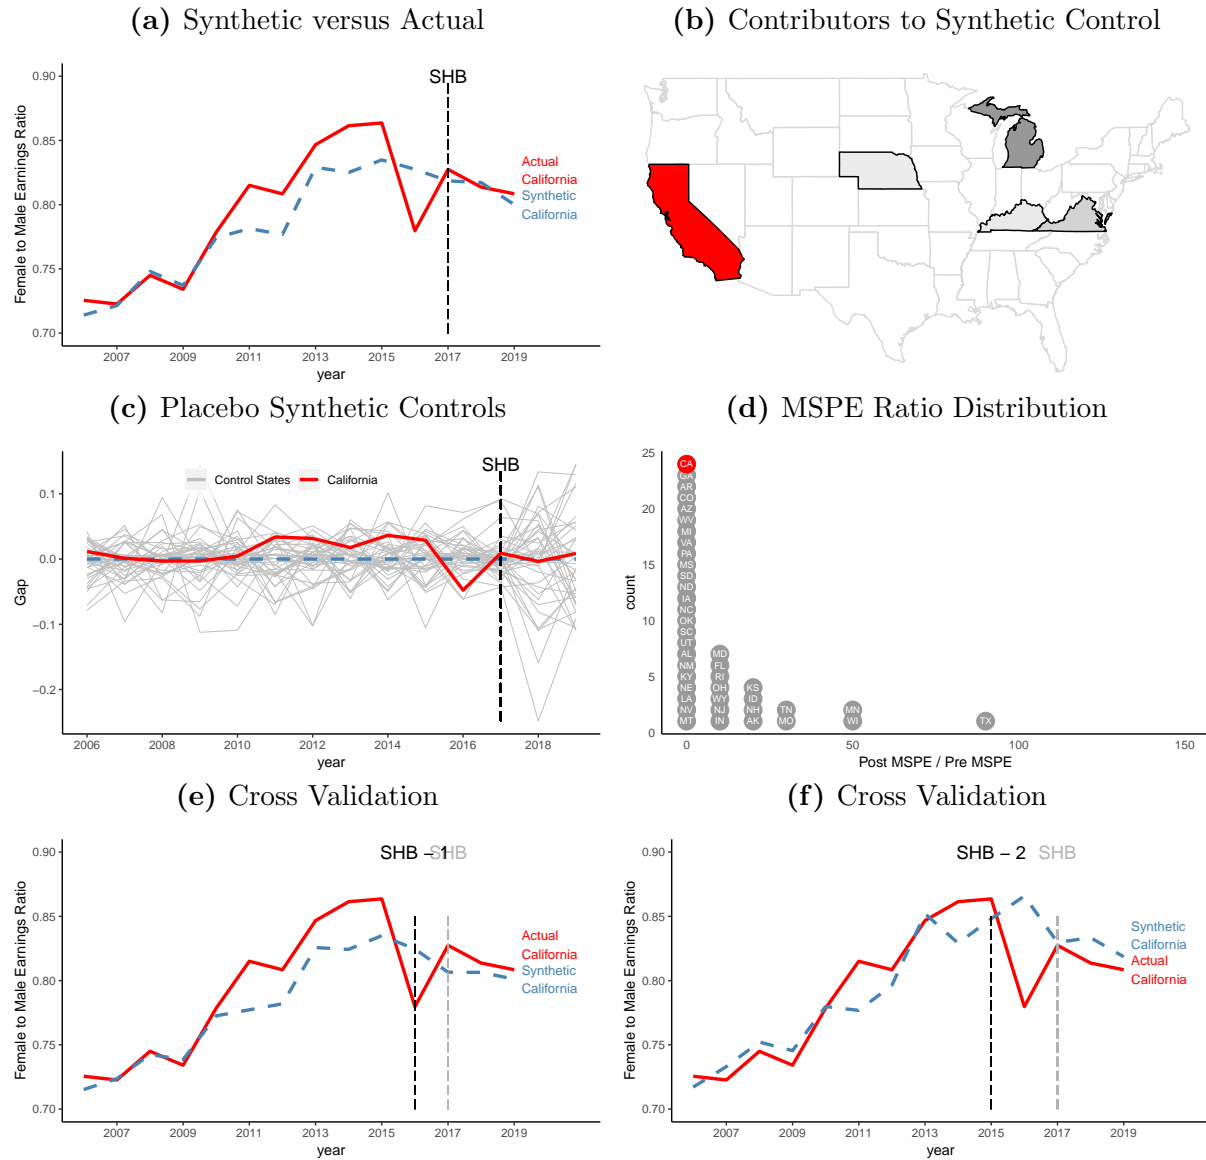 (a) Synthetic versus Actual
SHB
0.90
0.85
0.80
0.75
0.70
Female to Male Earnings Ratio
Actual
California
Synthetic
California
2007 2009 2011 2013 2015 2017 2019
year
(b) Contributors to Synthetic Control
(c) Placebo Synthetic Controls
SHB
Control States California
0.1
0.0
−0.1
−0.2
Gap
2006 2008 2010 2012 2014 2016 2018
year
(d) MSPE Ratio Distribution
25
20
15
10
5
0
count
CA
GA
AR
CO
AZ
WV
MI
VA
PA
MS
SD
ND
IA
NC
OK
SC
UT
AL
NM
KY
NE
LA
NV
MT
MD
FL
RI
OH
WY
NJ
IN
KS
ID
NH
AK
TN
MO
MN
WI
TX
0 50 100 150
Post MSPE / Pre MSPE
(e) Cross Validation
SHB − 1 SHB
0.90
0.85
0.80
0.75
0.70
Female to Male Earnings Ratio
Actual
California
Synthetic
California
2007 2009 2011 2013 2015 2017 2019
year
(f) Cross Validation
SHB − 2 SHB
0.90
0.85
0.80
0.75
0.70
Female to Male Earnings Ratio
Synthetic
California
Actual
California
2007 2009 2011 2013 2015 2017 2019
year